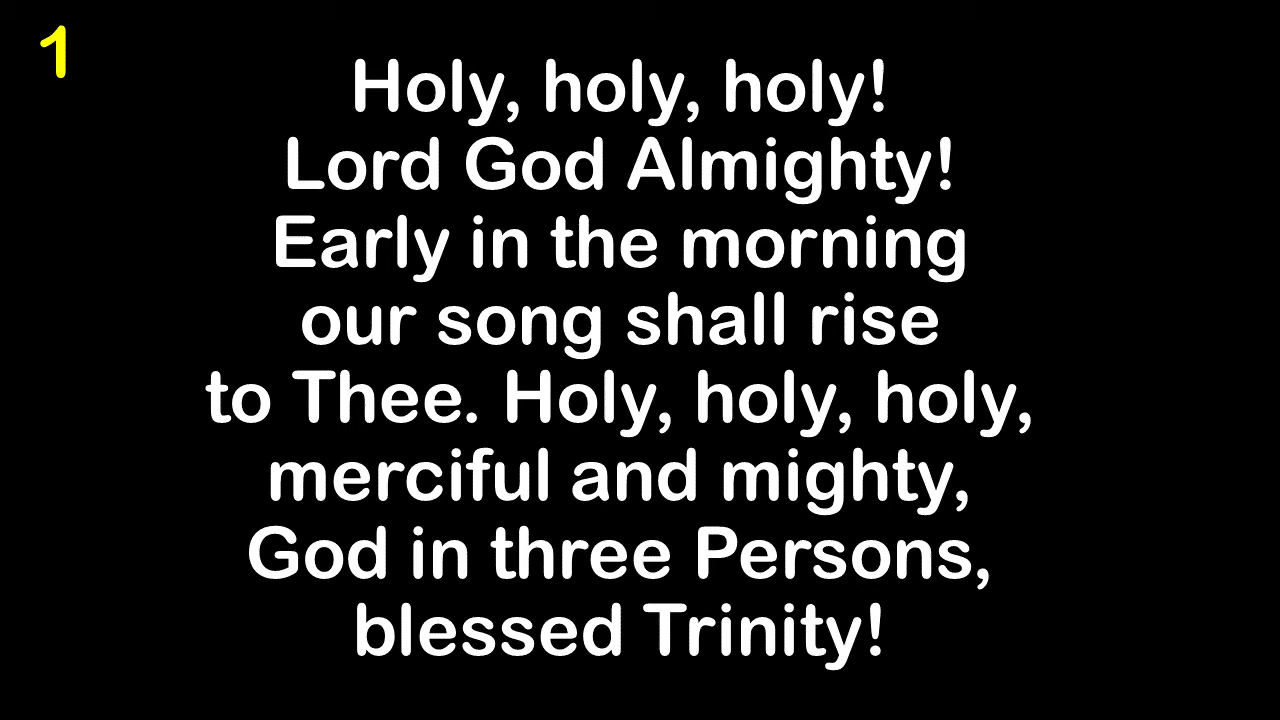 1
Holy, holy, holy!
Lord God Almighty!
Early in the morning
our song shall rise
to Thee. Holy, holy, holy,
merciful and mighty,
God in three Persons,
blessed Trinity!